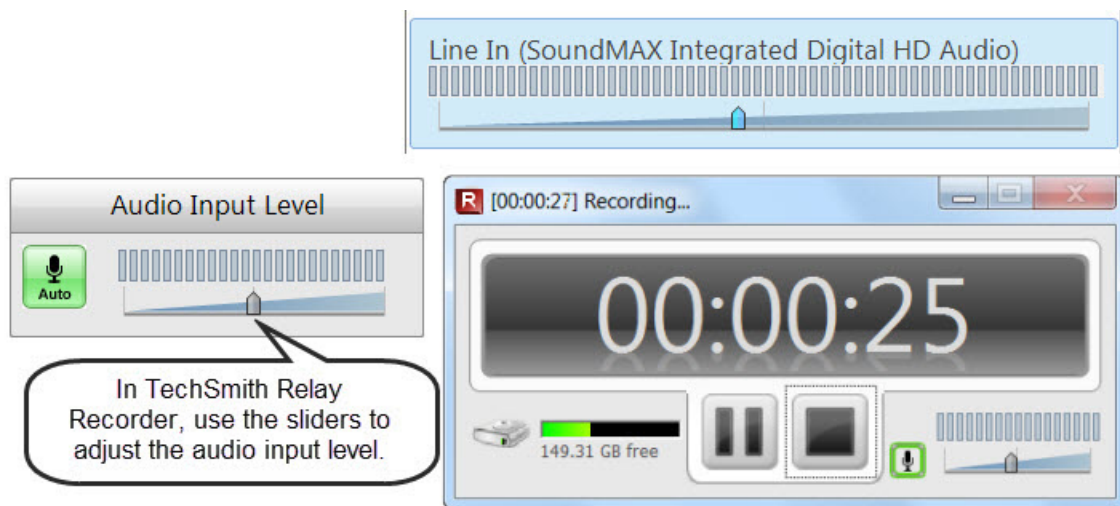 Line In (SoundMAX Integrated Digital HD Audio)
Audio Input Level
Auto
In TechSmith Relay
Recorder, use the sliders to
adjust the audio input level.
R [00:00:27] Recording...
00:00:25
149.31 GB free